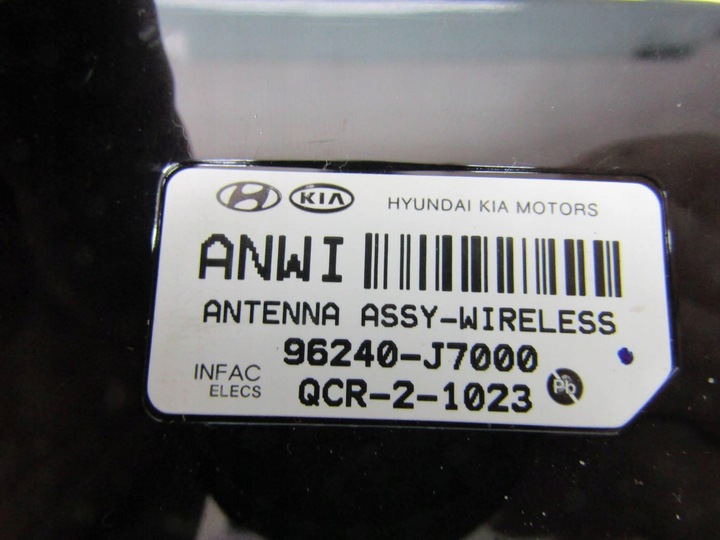 KIA HYUNDAI KIA MOTORS
ANWI
ANTENNA ASSY-WIRELESS
96240-J7000
INFAC
ELECS
QCR-2-1023
Pb